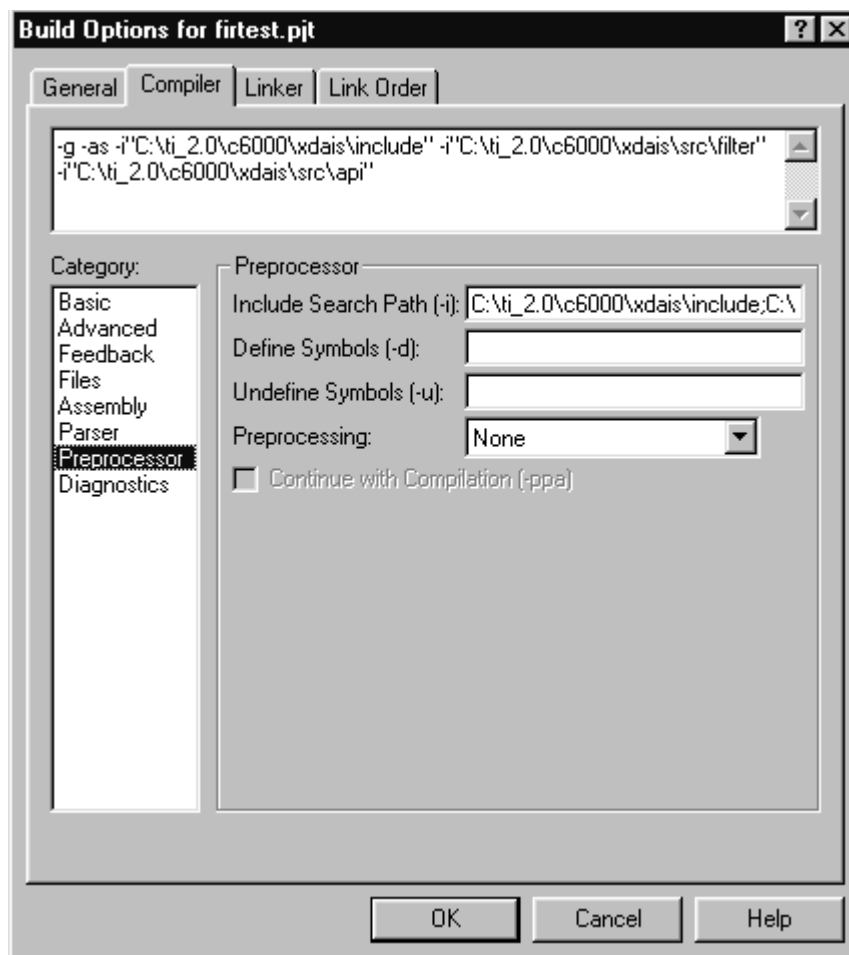 Build Options for firtest.pjt
General Compiler Linker Link Order
-g -as -i"C:\ti_2.0\c6000\xdais\include" -i"C:\ti_2.0\c6000\xdais\src\filter"
-i"C:\ti_2.0\c6000\xdais\src\api"
Category:
Basic
Advanced
Feedback
Files
Assembly
Parser
Preprocessor
Diagnostics
Preprocessor
Include Search Path (-i): C:\ti_2.0\c6000\xdais\include;C:\
Define Symbols (-d):
Undefine Symbols (-u):
Preprocessing: None
Continue with Compilation (-ppa)
OK Cancel Help